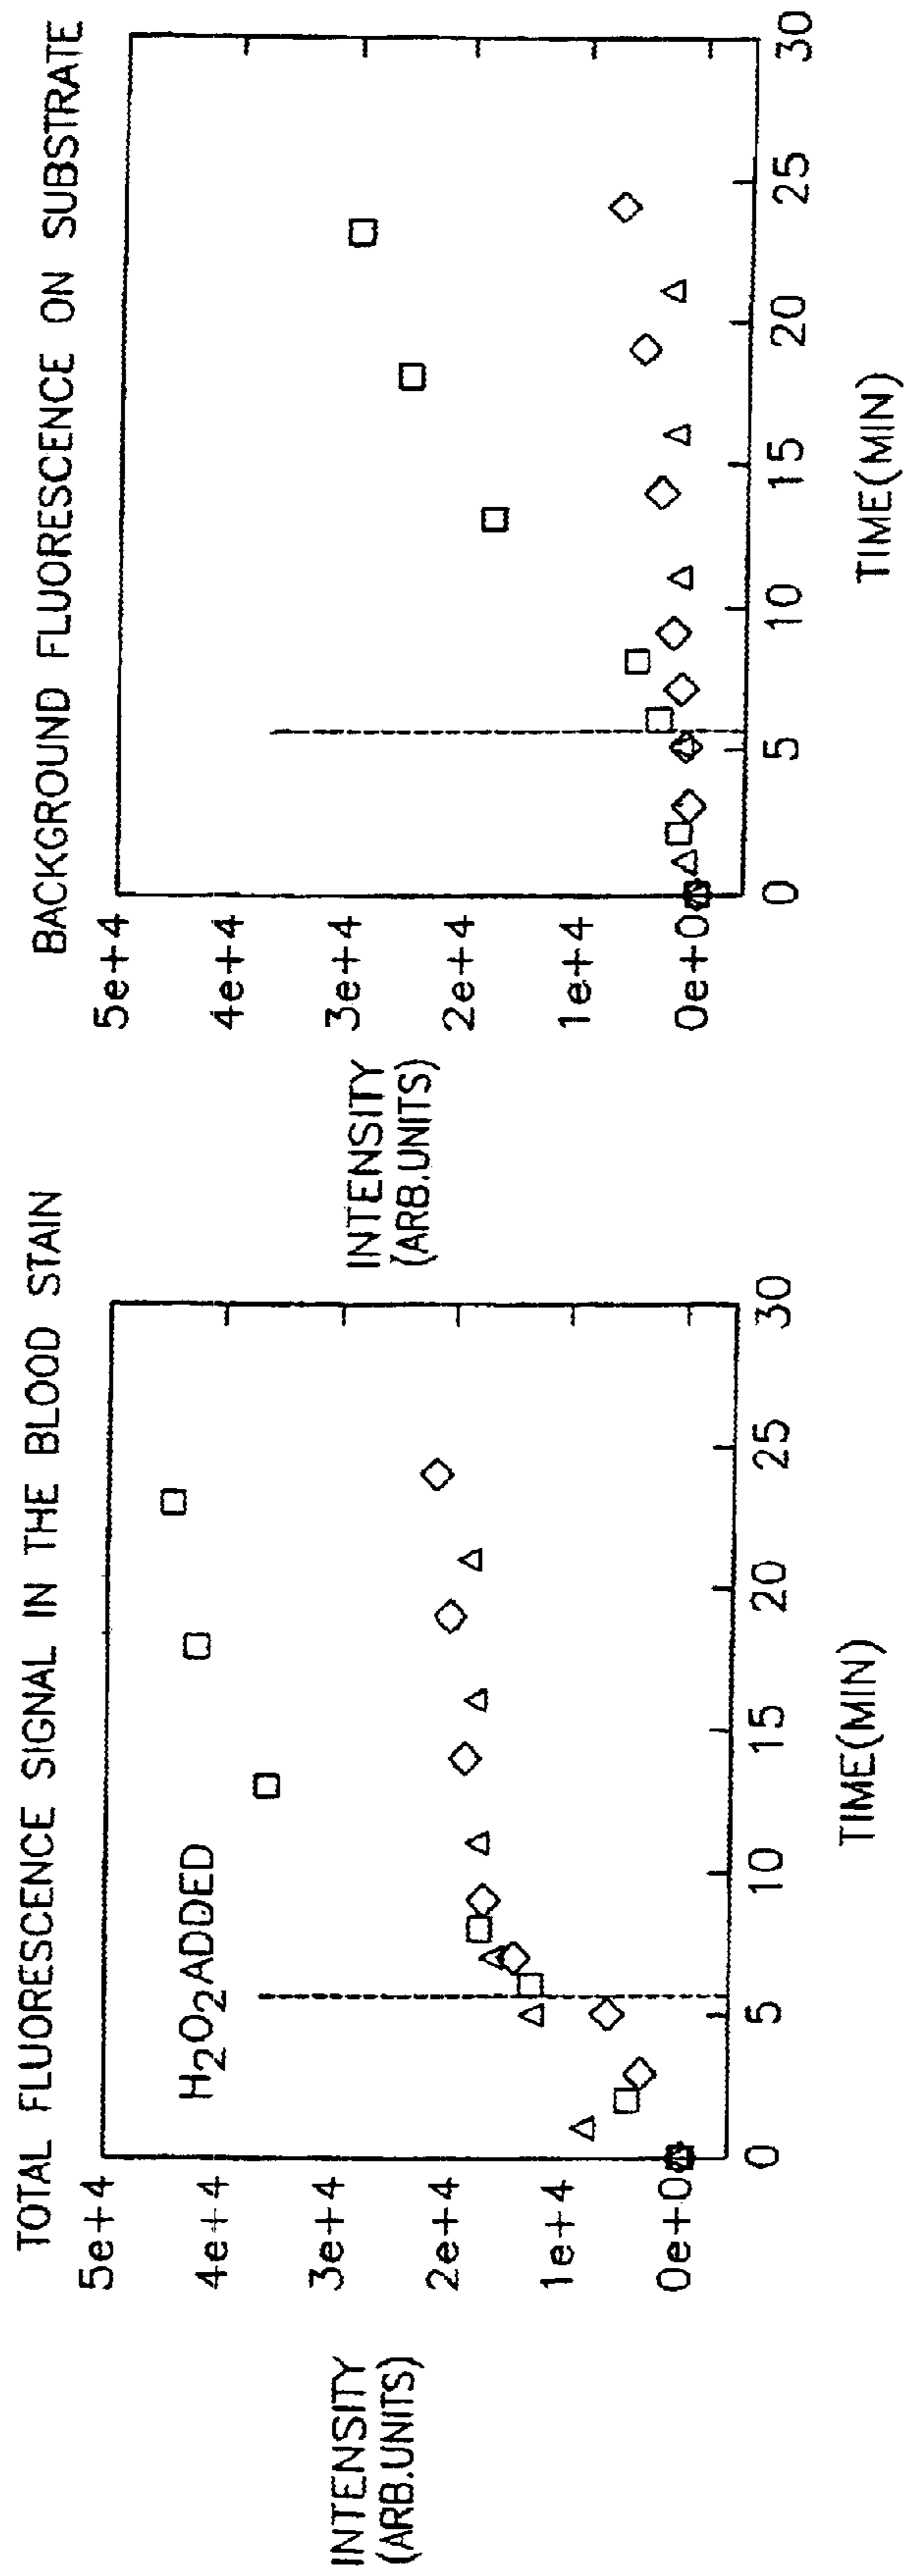 TOTAL FLUORESCENCE SIGNAL IN THE BLOOD STAIN
5e+4
4e+4
3e+4
2e+4
1e+4
0e+0
INTENSITY
(ARB.UNITS)
H2O2 ADDED
0
5
10
15
20
25
30
TIME(MIN)
BACKGROUND FLUORESCENCE ON SUBSTRATE
5e+4
4e+4
3e+4
2e+4
1e+4
0e+0
INTENSITY
(ARB.UNITS)
0
5
10
15
20
25
30
TIME(MIN)